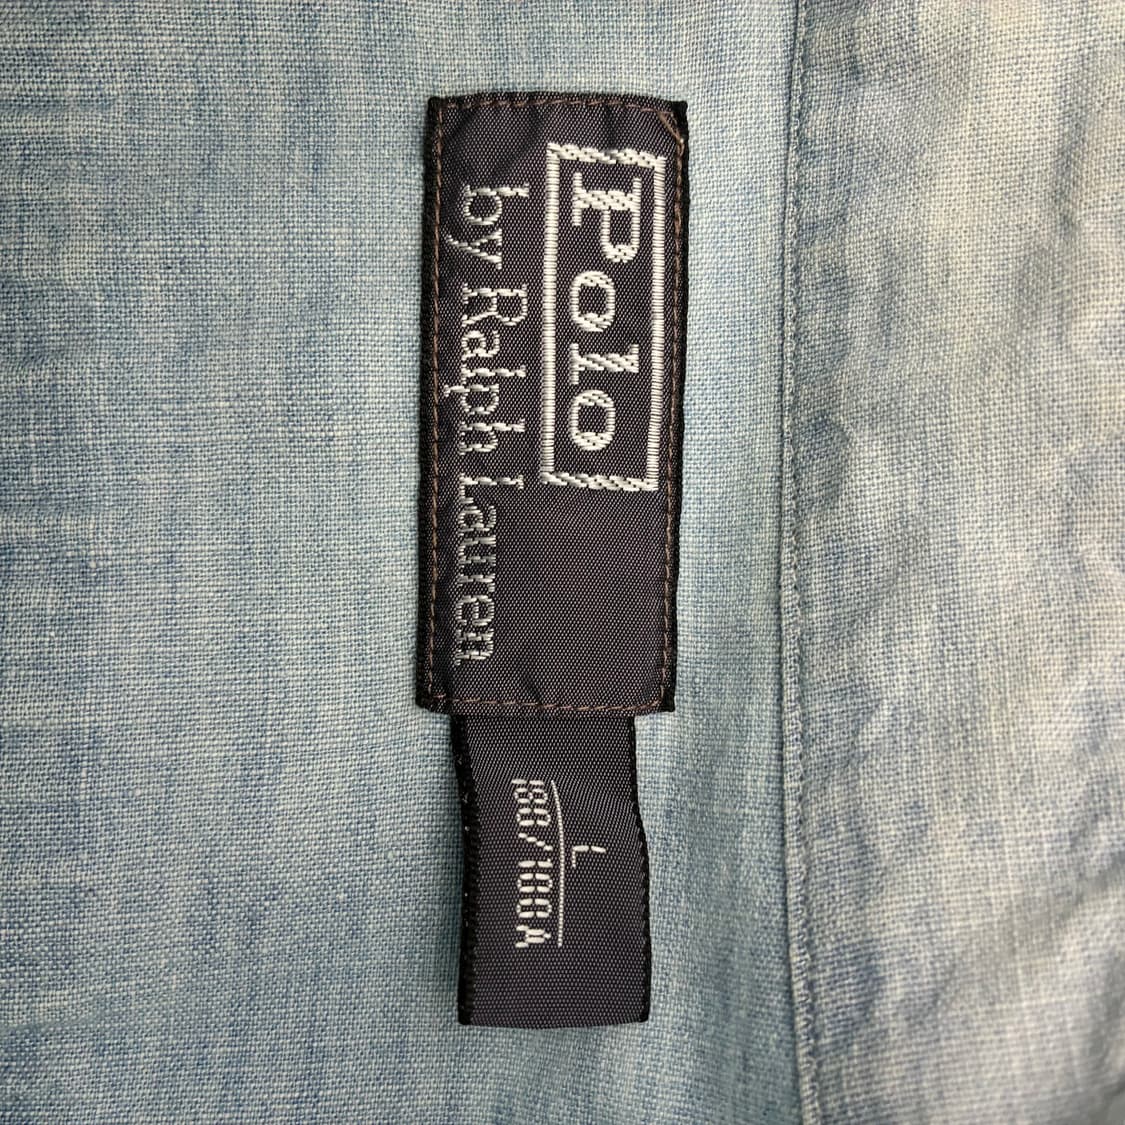 Polo
by Ralph Lauren
L
180/100A